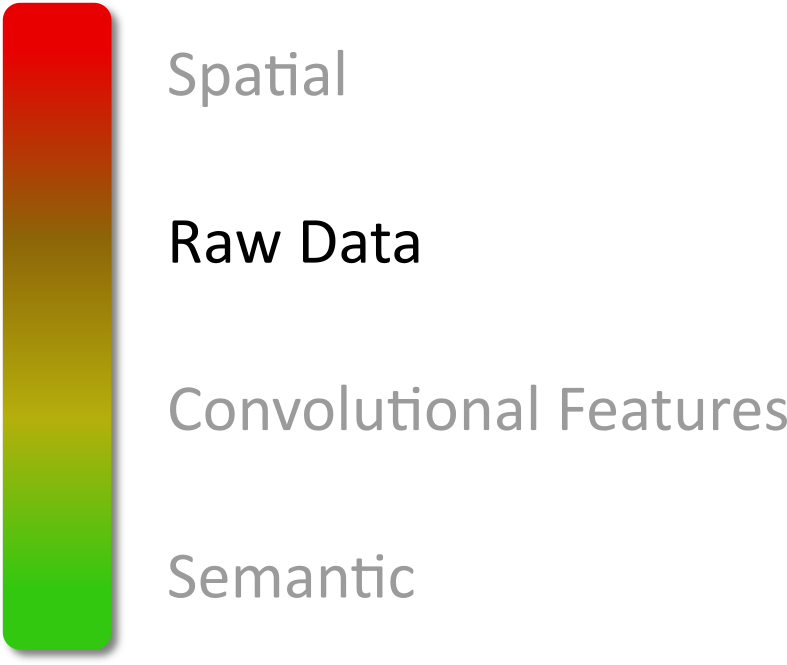 Spatial
Raw Data
Convolutional Features
Semantic